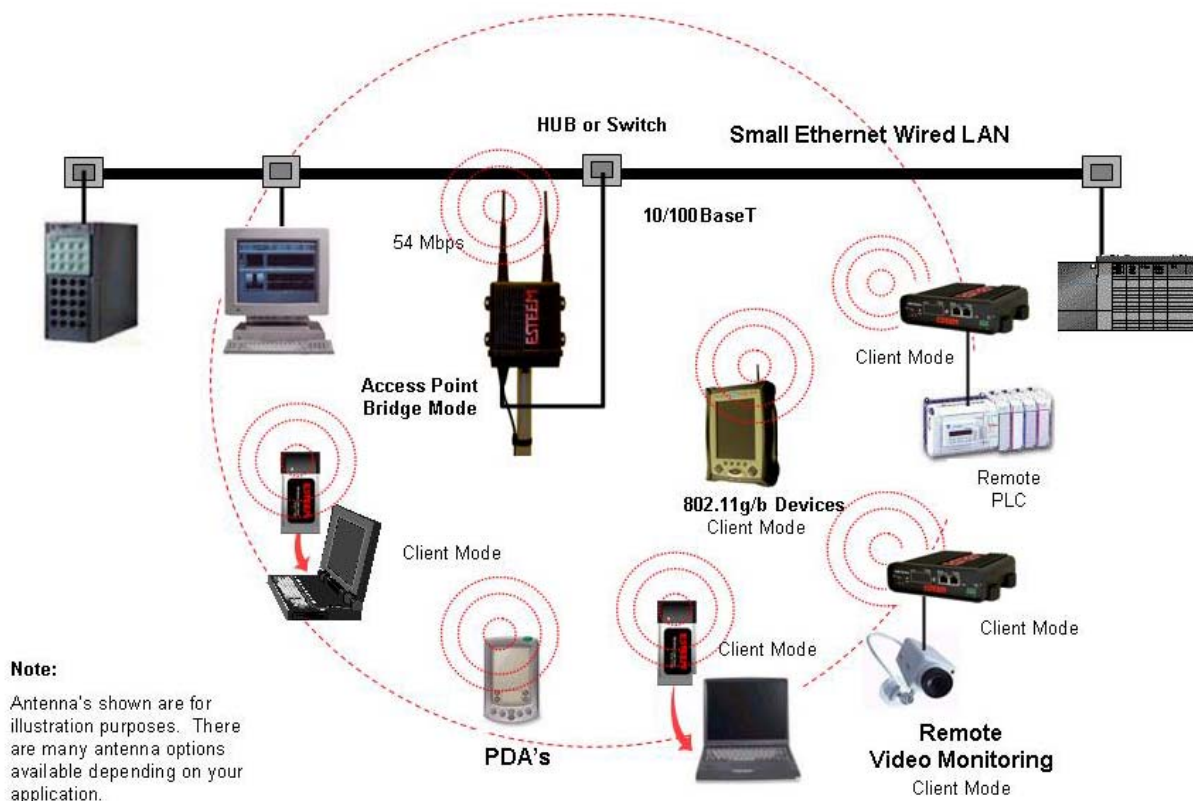 HUB or Switch
Small Ethernet Wired LAN
10/100BaseT
54 Mbps
ESTEEM
Access Point
Bridge Mode
Client Mode
Remote
PLC
802.11g/b Devices
Client Mode
Client Mode
Client Mode
Client Mode
PDA's
Remote
Video Monitoring
Client Mode
Note:
Antenna's shown are for
illustration purposes.  There
are many antenna options
available depending on your
application.